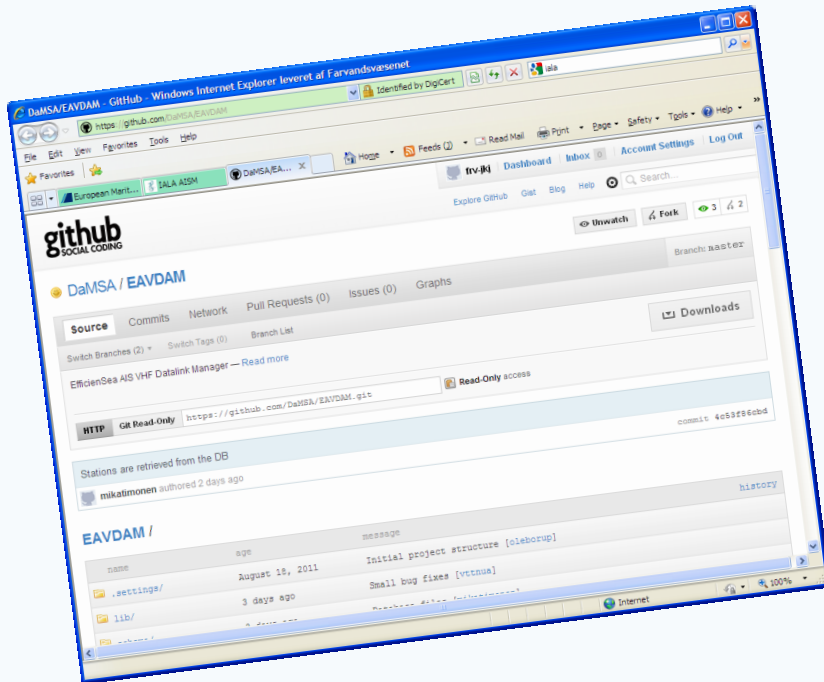 DaMSA/EAVDAM - GitHub - Windows Internet Explorer leveret af Farvandsvæsenet
https://github.com/DaMSA/EAVDAM Identified by DigiCert iala
File Edit View Favorites Tools Help
Favorites
European Marit... IALA AISM DaMSA/EA... X Home Feeds (J) Read Mail Print Page Safety Tools Help »
frv-jkj Dashboard Inbox 0 Account Settings Log Out
Explore GitHub Gist Blog Help Search...
github
SOCIAL CODING
Unwatch Fork 3 2
DaMSA / EAVDAM
Source Commits Network Pull Requests (0) Issues (0) Graphs Branch: master
Switch Branches (2) Switch Tags (0) Branch List
EfficienSea AIS VHF Datalink Manager — Read more
Downloads
HTTP Git Read-Only https://github.com/DaMSA/EAVDAM.git Read-Only access
Stations are retrieved from the DB
mikatimonen authored 2 days ago
commit 4c53f86cbd
EAVDAM /
name age message history
.settings/ August 18, 2011 Initial project structure [oleborup]
lib/ 3 days ago Small bug fixes [vttnua]
Internet 100%